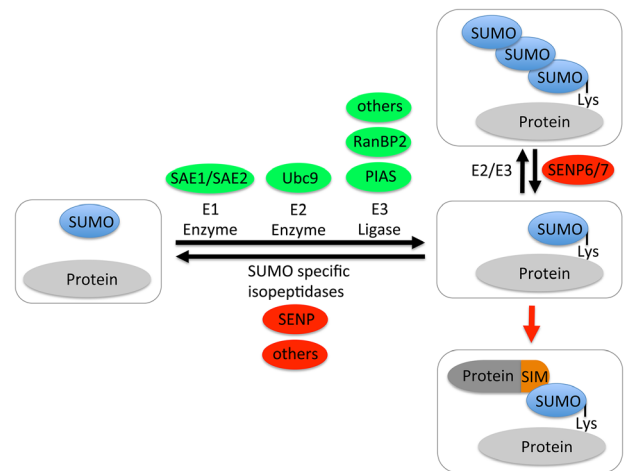 SUMO
SUMO
SUMO
Lys
Protein
others
RanBP2
PIAS
SAE1/SAE2
Ubc9
E2/E3
SENP6/7
E1
Enzyme
E2
Enzyme
E3
Ligase
SUMO
Protein
SUMO specific
isopeptidases
SENP
others
SUMO
Lys
Protein
Protein
SIM
SUMO
Lys
Protein